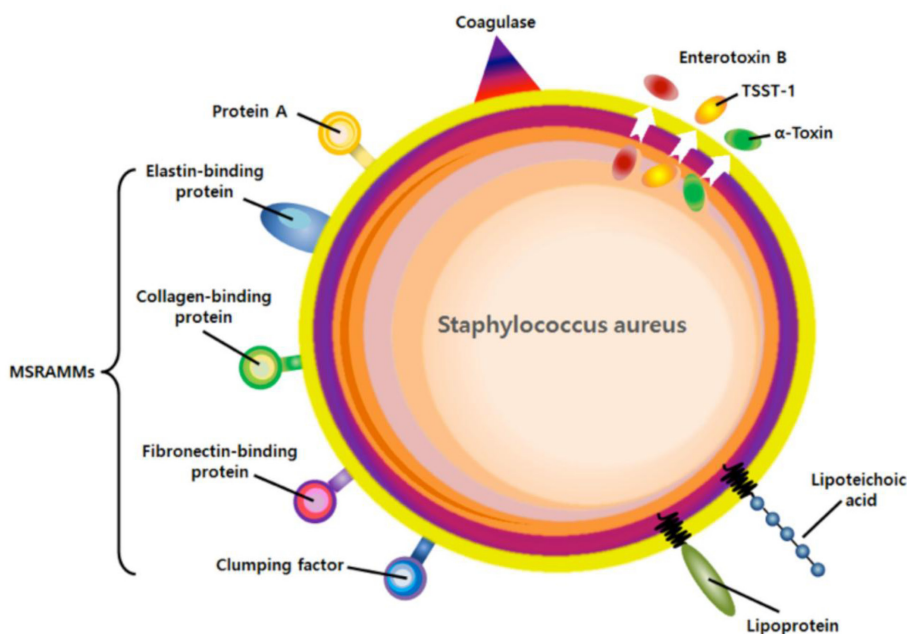 Coagulase
Enterotoxin B
TSST-1
α-Toxin
Protein A
Elastin-binding
protein
Collagen-binding
protein
MSRAMMs
Fibronectin-binding
protein
Clumping factor
Staphylococcus aureus
Lipoteichoic
acid
Lipoprotein